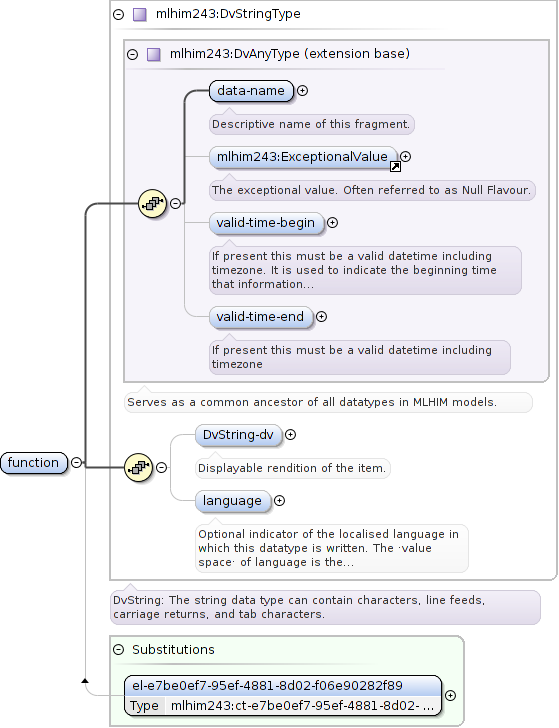 mlhim243:DvStringType
mlhim243:DvAnyType (extension base)
data-name
Descriptive name of this fragment.
mlhim243:ExceptionalValue
The exceptional value. Often referred to as Null Flavour.
valid-time-begin
If present this must be a valid datetime including
timezone. It is used to indicate the beginning time
that information...
valid-time-end
If present this must be a valid datetime including
timezone
Serves as a common ancestor of all datatypes in MLHIM models.
function
DvString-dv
Displayable rendition of the item.
language
Optional indicator of the localised language in
which this datatype is written. The ·value
space· of language is the...
DvString: The string data type can contain characters, line feeds,
carriage returns, and tab characters.
Substitutions
el-e7be0ef7-95ef-4881-8d02-f06e90282f89
Type mlhim243:ct-e7be0ef7-95ef-4881-8d02- ...